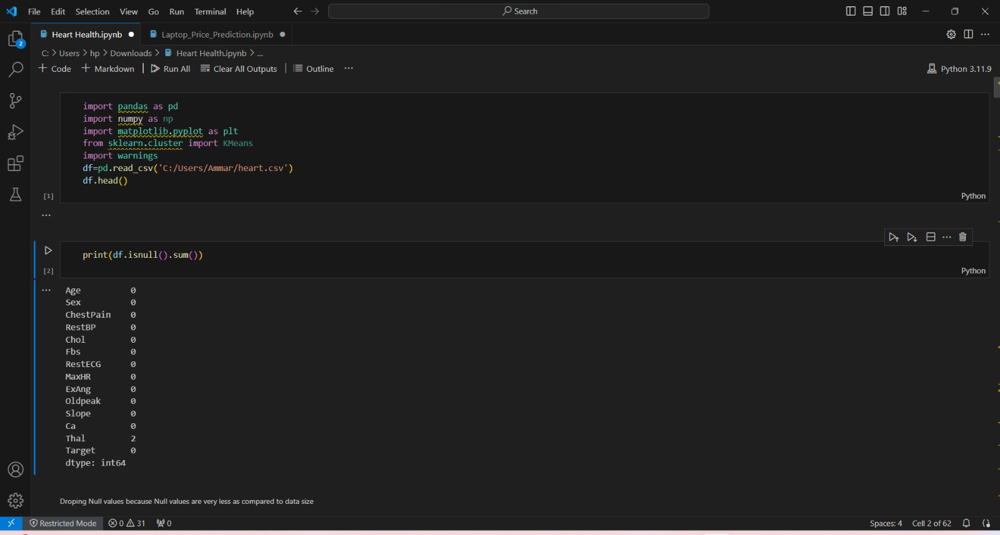 File Edit Selection View Go Run Terminal Help Search
Heart Health.ipynb Laptop_Price_Prediction.ipynb
2
C: > Users > hp > Downloads > Heart Health.ipynb > ...
+ Code + Markdown | Run All Clear All Outputs | Outline ... Python 3.11.9
import pandas as pd
import numpy as np
import matplotlib.pyplot as plt
from sklearn.cluster import KMeans
import warnings
df=pd.read_csv('C:/Users/Ammar/heart.csv')
df.head()
[1] Python
...
print(df.isnull().sum())
[2] Python
... Age 0
Sex 0
ChestPain 0
RestBP 0
Chol 0
Fbs 0
RestECG 0
MaxHR 0
ExAng 0
Oldpeak 0
Slope 0
Ca 0
Thal 2
Target 0
dtype: int64
Droping Null values because Null values are very less as compared to data size
Restricted Mode 0 31 0 Spaces: 4 Cell 2 of 62